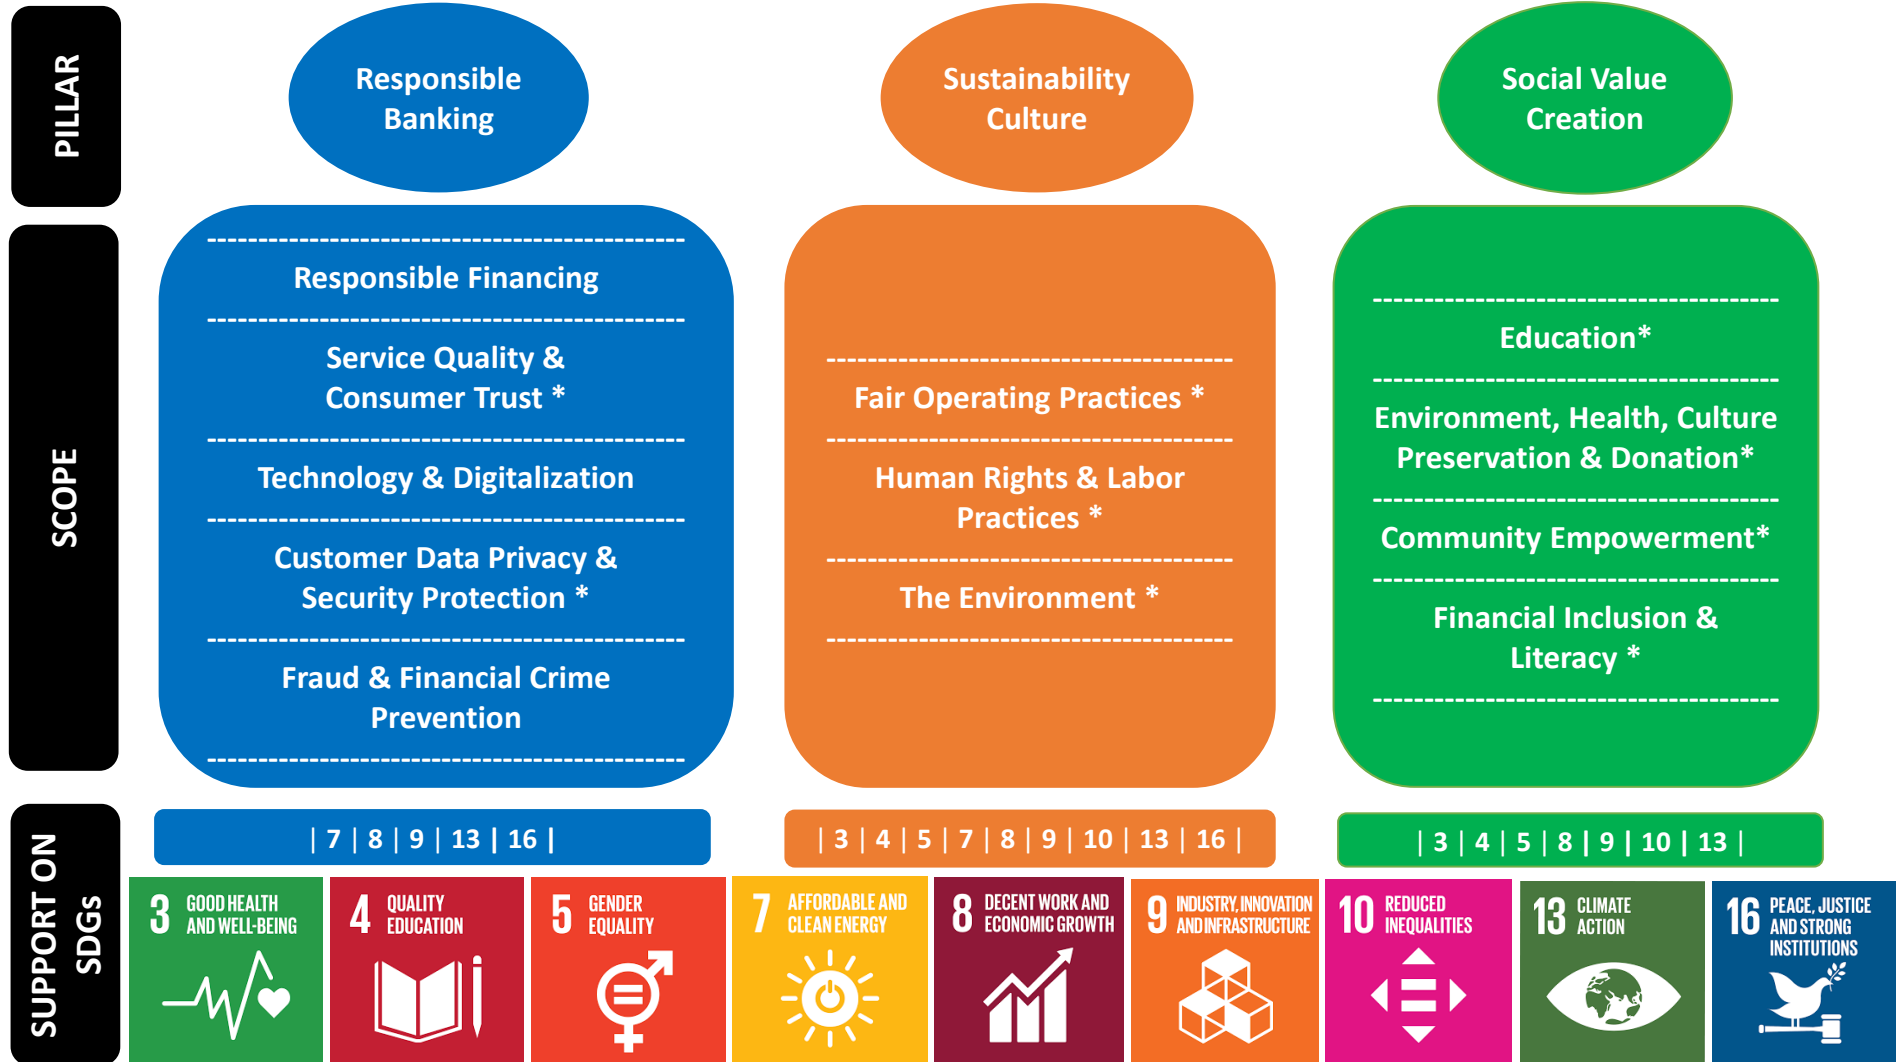 PILLAR
Responsible
Banking
Sustainability
Culture
Social Value
Creation
SCOPE
Responsible Financing
Service Quality &
Consumer Trust *
Technology & Digitalization
Customer Data Privacy &
Security Protection *
Fraud & Financial Crime
Prevention
Fair Operating Practices *
Human Rights & Labor
Practices *
The Environment *
Education*
Environment, Health, Culture
Preservation & Donation*
Community Empowerment*
Financial Inclusion &
Literacy *
SUPPORT ON
SDGs
| 7 | 8 | 9 | 13 | 16 |
| 3 | 4 | 5 | 7 | 8 | 9 | 10 | 13 | 16 |
| 3 | 4 | 5 | 8 | 9 | 10 | 13 |
3 GOOD HEALTH
AND WELL-BEING
4 QUALITY
EDUCATION
5 GENDER
EQUALITY
7 AFFORDABLE AND
CLEAN ENERGY
8 DECENT WORK AND
ECONOMIC GROWTH
9 INDUSTRY, INNOVATION
AND INFRASTRUCTURE
10 REDUCED
INEQUALITIES
13 CLIMATE
ACTION
16 PEACE, JUSTICE
AND STRONG
INSTITUTIONS